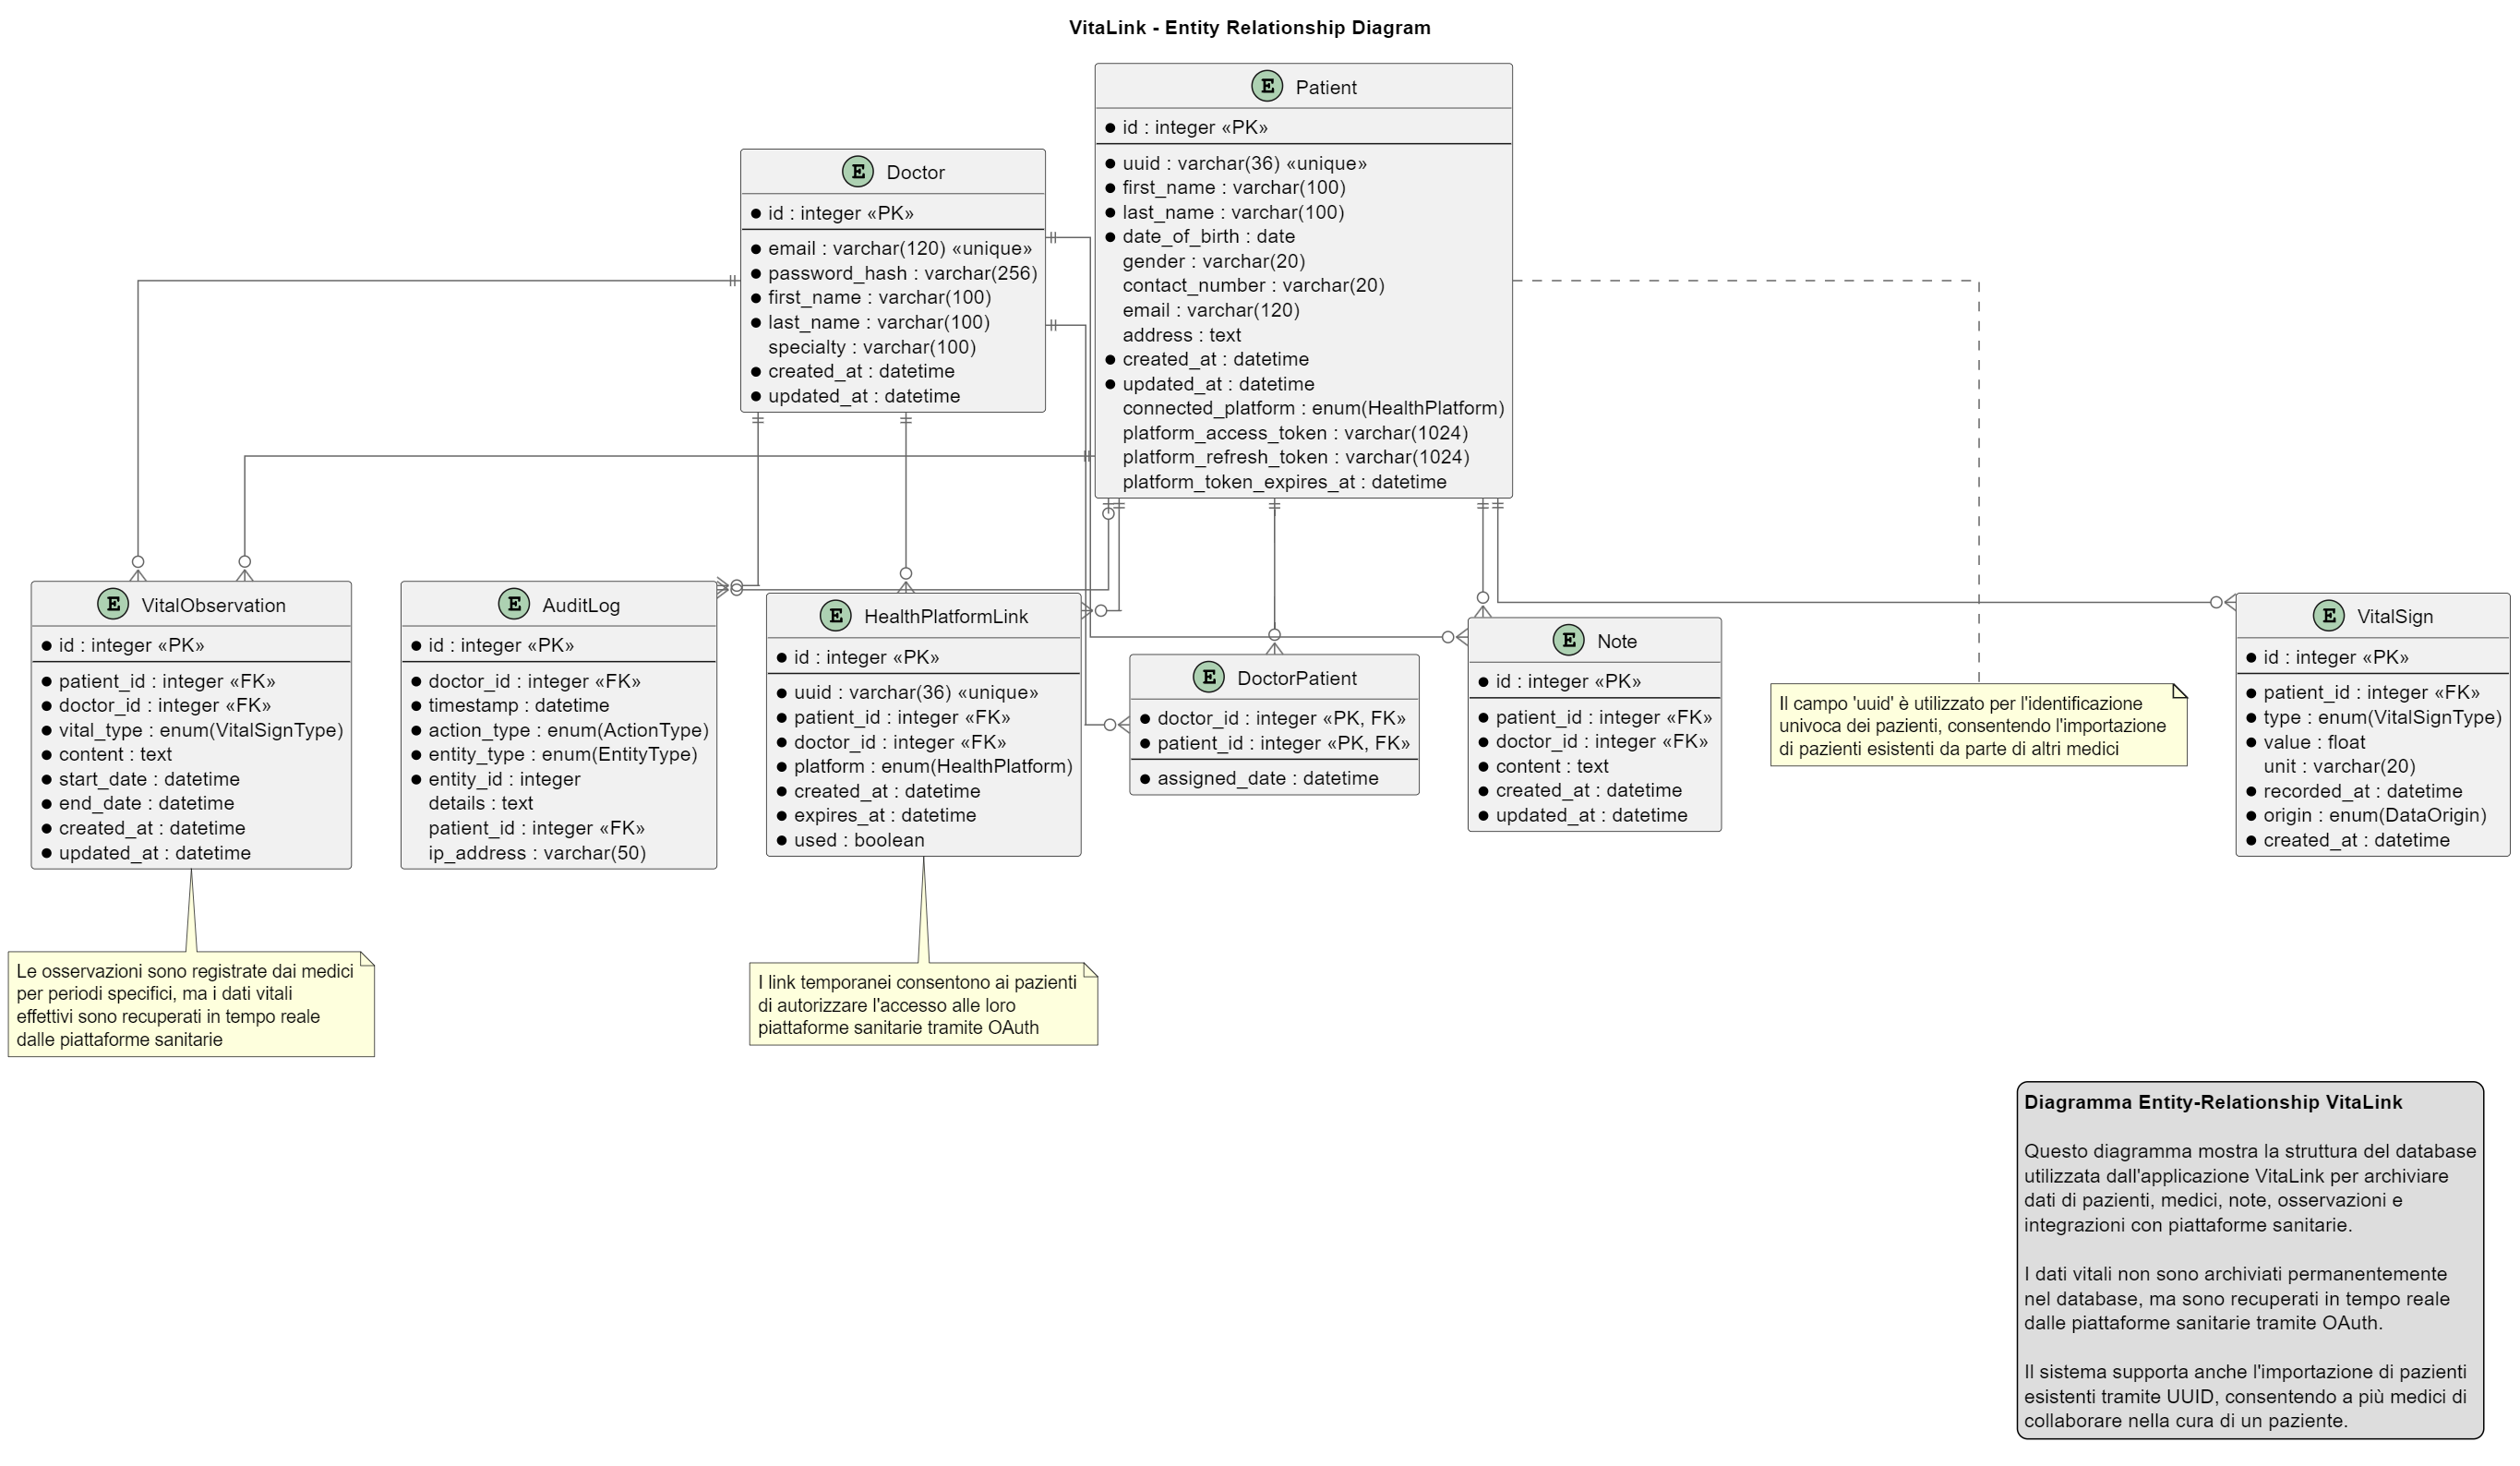 VitaLink - Entity Relationship Diagram
E Patient
id : integer «PK»
uuid : varchar(36) «unique»
first_name : varchar(100)
last_name : varchar(100)
date_of_birth : date
gender : varchar(20)
contact_number : varchar(20)
email : varchar(120)
address : text
created_at : datetime
updated_at : datetime
connected_platform : enum(HealthPlatform)
platform_access_token : varchar(1024)
platform_refresh_token : varchar(1024)
platform_token_expires_at : datetime
E Doctor
id : integer «PK»
email : varchar(120) «unique»
password_hash : varchar(256)
first_name : varchar(100)
last_name : varchar(100)
specialty : varchar(100)
created_at : datetime
updated_at : datetime
E VitalObservation
id : integer «PK»
patient_id : integer «FK»
doctor_id : integer «FK»
vital_type : enum(VitalSignType)
content : text
start_date : datetime
end_date : datetime
created_at : datetime
updated_at : datetime
E AuditLog
id : integer «PK»
doctor_id : integer «FK»
timestamp : datetime
action_type : enum(ActionType)
entity_type : enum(EntityType)
entity_id : integer
details : text
patient_id : integer «FK»
ip_address : varchar(50)
E HealthPlatformLink
id : integer «PK»
uuid : varchar(36) «unique»
patient_id : integer «FK»
doctor_id : integer «FK»
platform : enum(HealthPlatform)
created_at : datetime
expires_at : datetime
used : boolean
E DoctorPatient
doctor_id : integer «PK, FK»
patient_id : integer «PK, FK»
assigned_date : datetime
E Note
id : integer «PK»
patient_id : integer «FK»
doctor_id : integer «FK»
content : text
created_at : datetime
updated_at : datetime
Il campo 'uuid' è utilizzato per l'identificazione
univoca dei pazienti, consentendo l'importazione
di pazienti esistenti da parte di altri medici
E VitalSign
id : integer «PK»
patient_id : integer «FK»
type : enum(VitalSignType)
value : float
unit : varchar(20)
recorded_at : datetime
origin : enum(DataOrigin)
created_at : datetime
Le osservazioni sono registrate dai medici
per periodi specifici, ma i dati vitali
effettivi sono recuperati in tempo reale
dalle piattaforme sanitarie
I link temporanei consentono ai pazienti
di autorizzare l'accesso alle loro
piattaforme sanitarie tramite OAuth
Diagramma Entity-Relationship VitaLink
Questo diagramma mostra la struttura del database
utilizzata dall'applicazione VitaLink per archiviare
dati di pazienti, medici, note, osservazioni e
integrazioni con piattaforme sanitarie.
I dati vitali non sono archiviati permanentemente
nel database, ma sono recuperati in tempo reale
dalle piattaforme sanitarie tramite OAuth.
Il sistema supporta anche l'importazione di pazienti
esistenti tramite UUID, consentendo a più medici di
collaborare nella cura di un paziente.